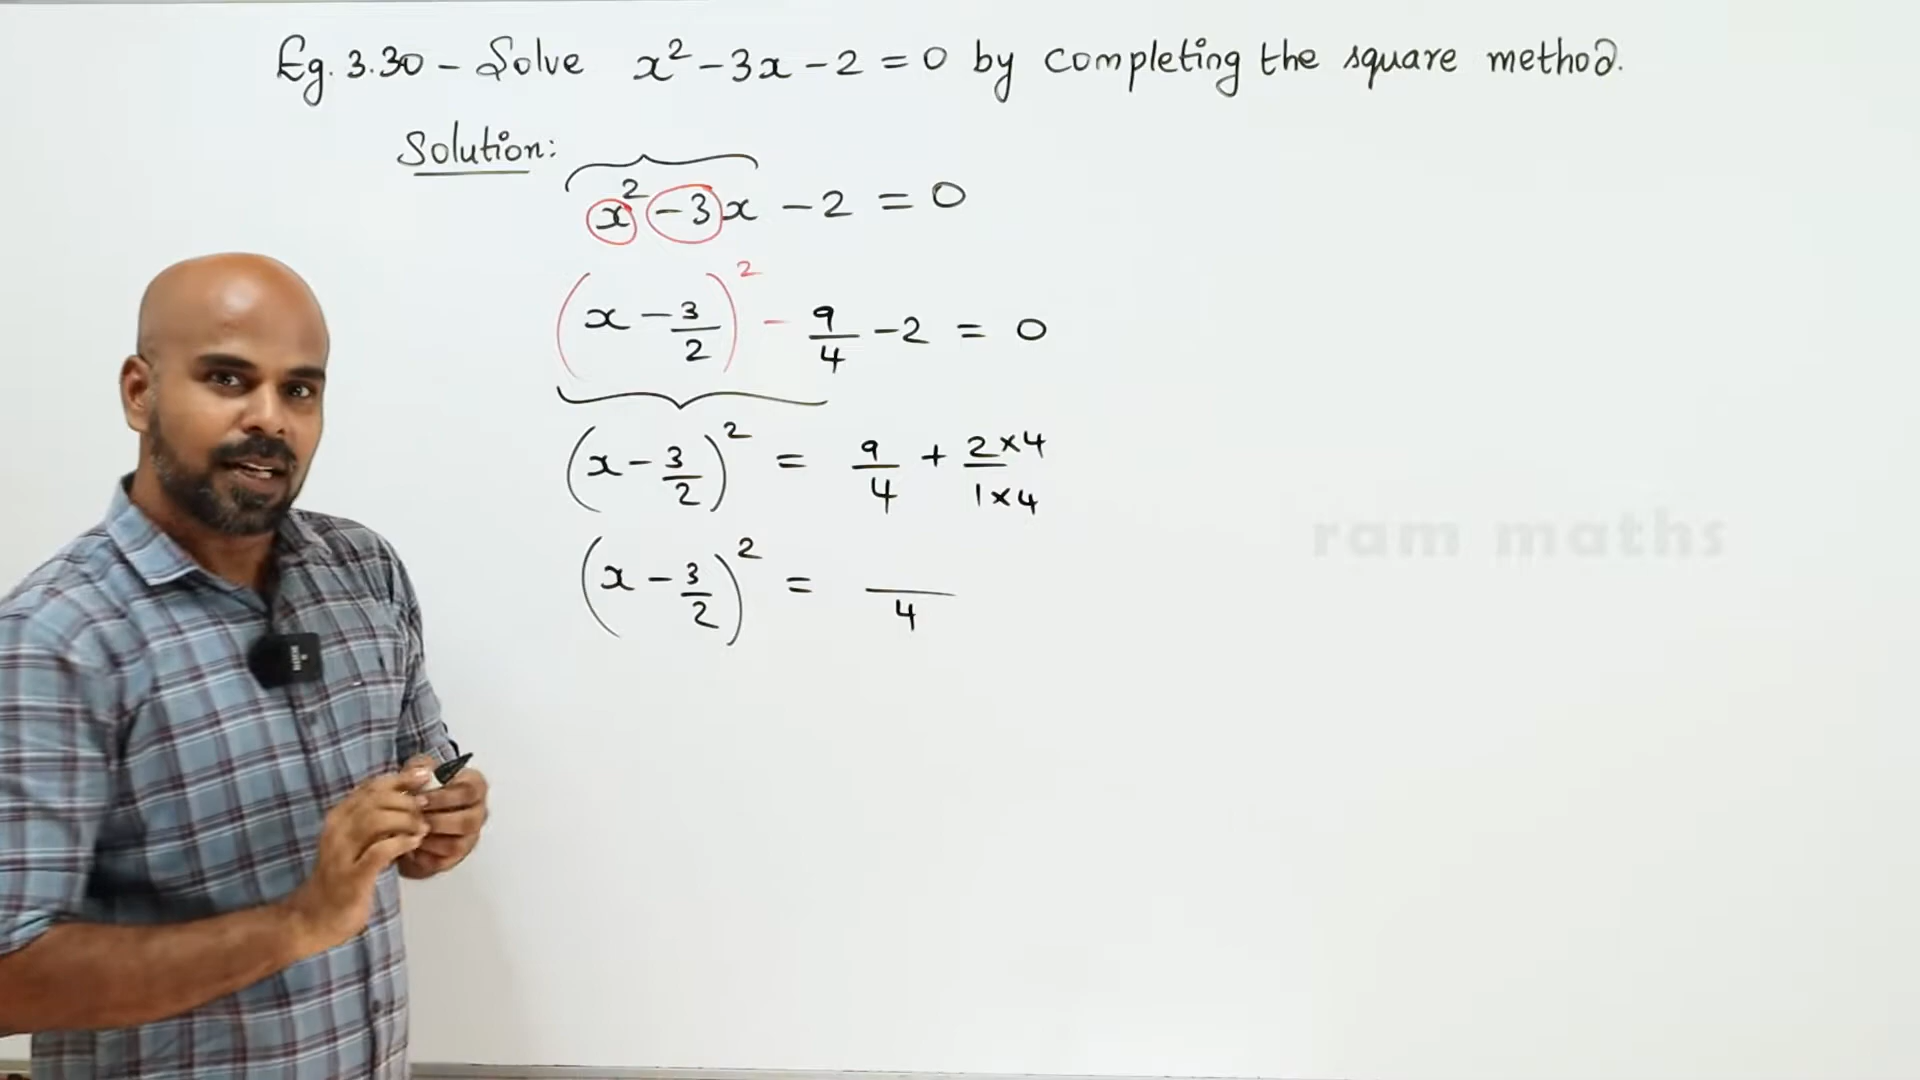 Eg. 3.30 - Solve x² - 3x - 2 = 0 by completing the square method.
Solution:
x² - 3x - 2 = 0
(x - 3/2)² - 9/4 - 2 = 0
(x - 3/2)² = 9/4 + 2×4/1×4
(x - 3/2)² = /4
ram maths